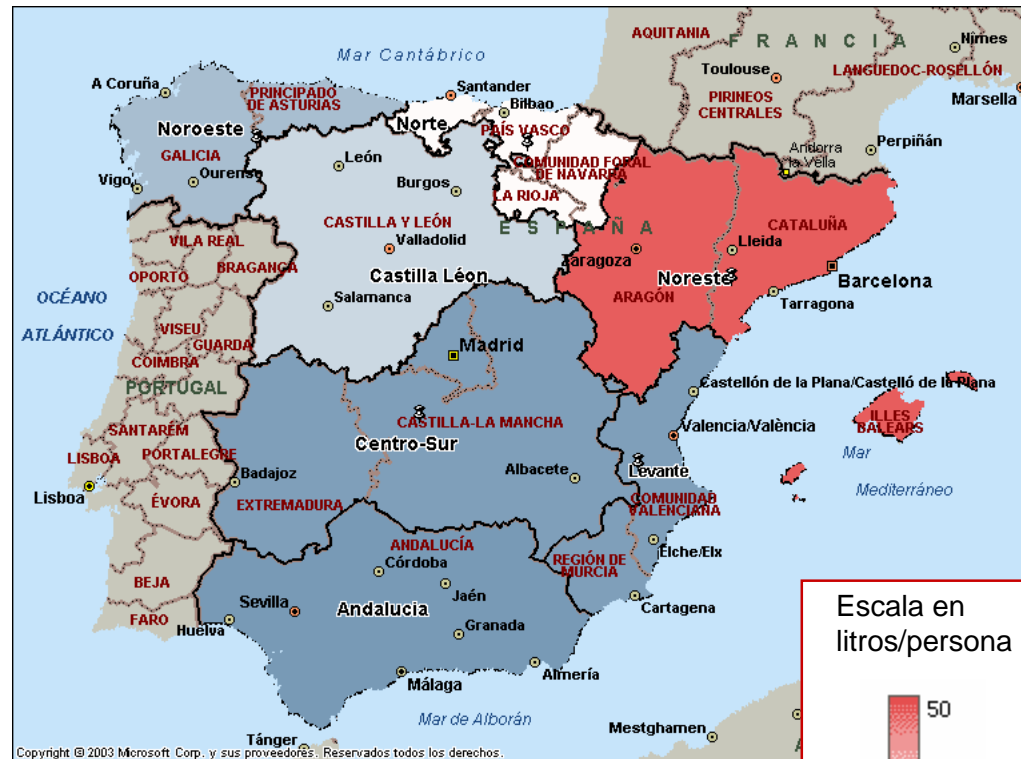 AQUITANIA
F R A N C I A
Nimes
Mar Cantábrico
Toulouse
LANGUEDOC-ROSELLÓN
A Coruña
PRINCIPADO
DE ASTURIAS
Santander
PIRINEOS
CENTRALES
Marsella
Bilbao
Noroeste
Norte
PAÍS VASCO
Perpiñán
GALICIA
León
COMUNIDAD FORAL
DE NAVARRA
Andorra
la Vella
Vigo
Ourense
Burgos
LA RIOJA
CASTILLA Y LEÓN
E S P A Ñ A
CATALUÑA
VILA REAL
Valladolid
Zaragoza
Lleida
OPORTO
BRAGANÇA
Castilla Léon
Noreste
Barcelona
OCÉANO
ATLÁNTICO
Salamanca
ARAGÓN
Tarragona
VISEU
GUARDA
Madrid
COIMBRA
PORTUGAL
Castellón de la Plana/Castelló de la Plana
CASTILLA-LA MANCHA
ILLES
BALEARS
SANTARÉM
Centro-Sur
Valencia/València
LISBOA
PORTALEGRE
Mar
Mediterráneo
Badajoz
Albacete
Levante
Lisboa
ÉVORA
EXTREMADURA
COMUNIDAD
VALENCIANA
ANDALUCÍA
REGIÓN DE
MURCIA
Elche/Elx
BEJA
Córdoba
Jaén
Sevilla
Andalucia
Cartagena
FARO
Huelva
Granada
Escala en
litros/persona
Málaga
Almería
50
Mar de Alborán
Mestghamen
Tánger
Copyright © 2003 Microsoft Corp. y sus proveedores. Reservados todos los derechos.